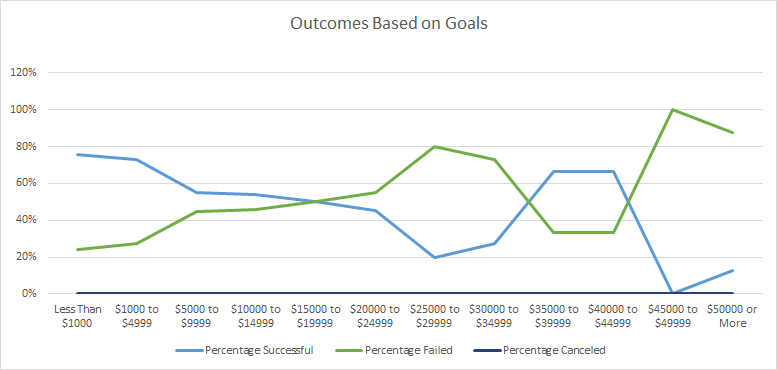 Outcomes Based on Goals
120%
100%
80%
60%
40%
20%
0%
Less Than
$1000
$1000 to
$4999
$5000 to
$9999
$10000 to
$14999
$15000 to
$19999
$20000 to
$24999
$25000 to
$29999
$30000 to
$34999
$35000 to
$39999
$40000 to
$44999
$45000 to
$49999
$50000 or
More
Percentage Successful
Percentage Failed
Percentage Canceled